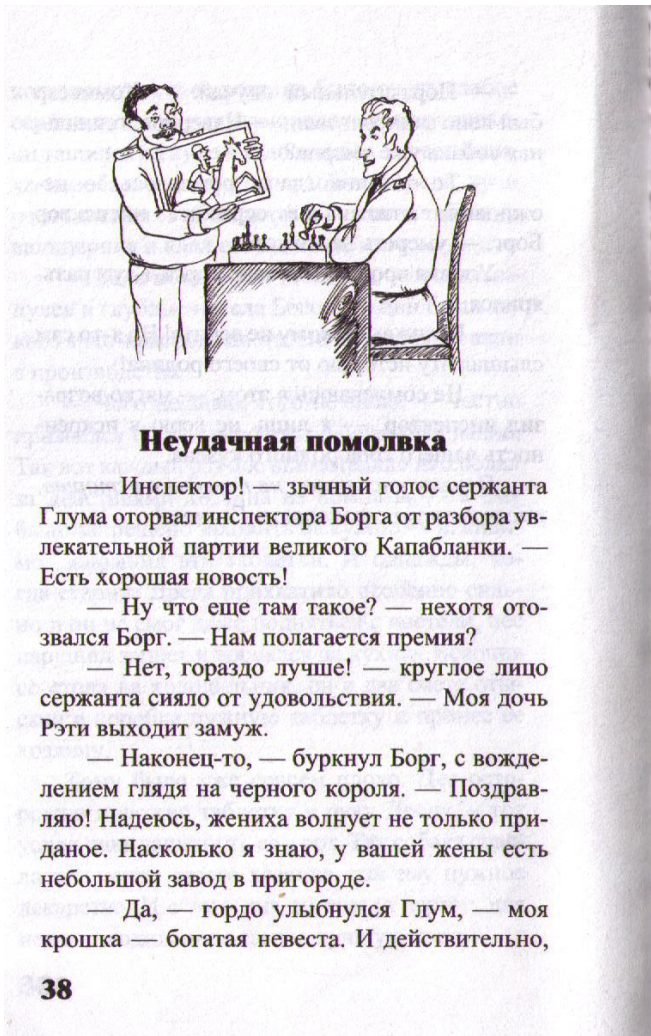 Неудачная помолвка
— Инспектор! — зычный голос сержанта
Глума оторвал инспектора Борга от разбора ув-
лекательной партии великого Капабланки. —
Есть хорошая новость!
— Ну что еще там такое? — нехотя ото-
звался Борг. — Нам полагается премия?
— Нет, гораздо лучше! — круглое лицо
сержанта сияло от удовольствия. — Моя дочь
Рэти выходит замуж.
— Наконец-то, — буркнул Борг, с вожде-
лением глядя на черного короля. — Поздрав-
ляю! Надеюсь, жениха волнует не только при-
даное. Насколько я знаю, у вашей жены есть
небольшой завод в пригороде.
— Да, — гордо улыбнулся Глум, — моя
крошка — богатая невеста. И действительно,
38